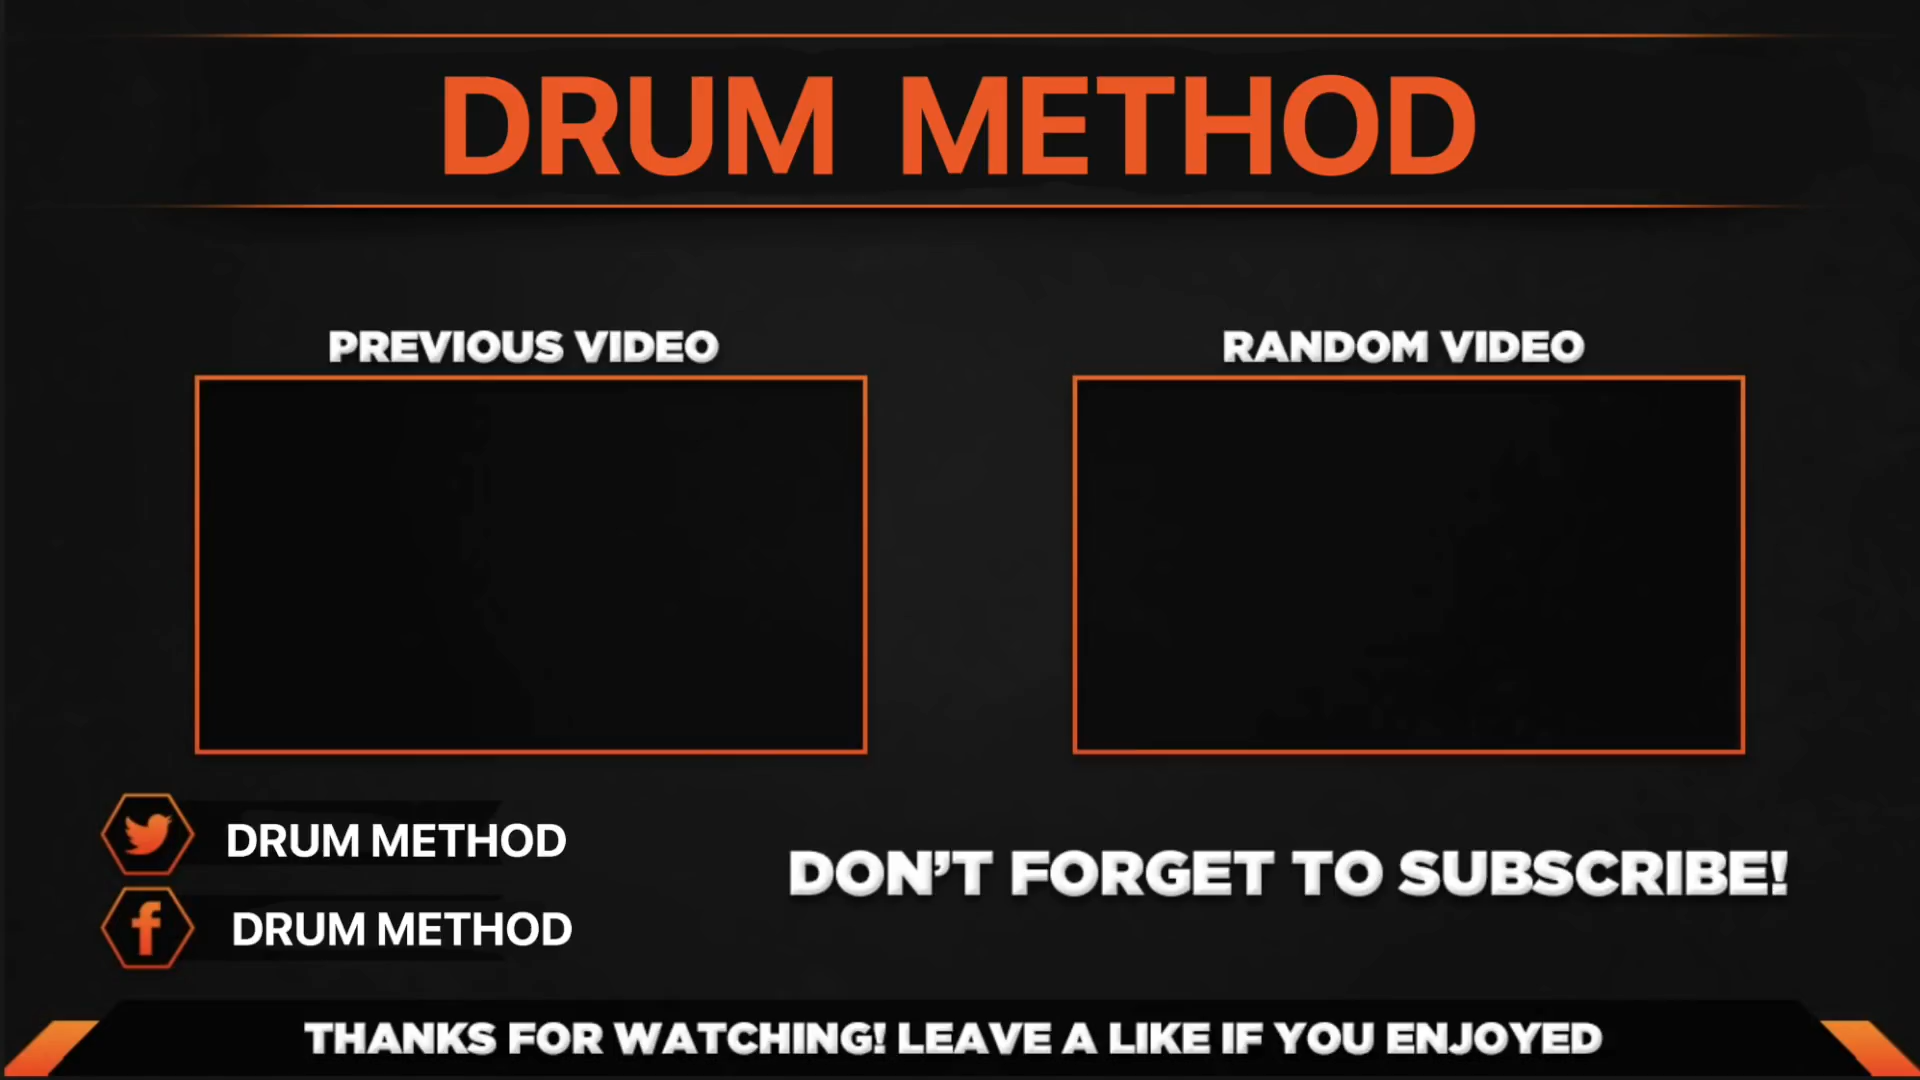 DRUM METHOD
PREVIOUS VIDEO
RANDOM VIDEO
DRUM METHOD
DRUM METHOD
DON'T FORGET TO SUBSCRIBE!
THANKS FOR WATCHING! LEAVE A LIKE IF YOU ENJOYED